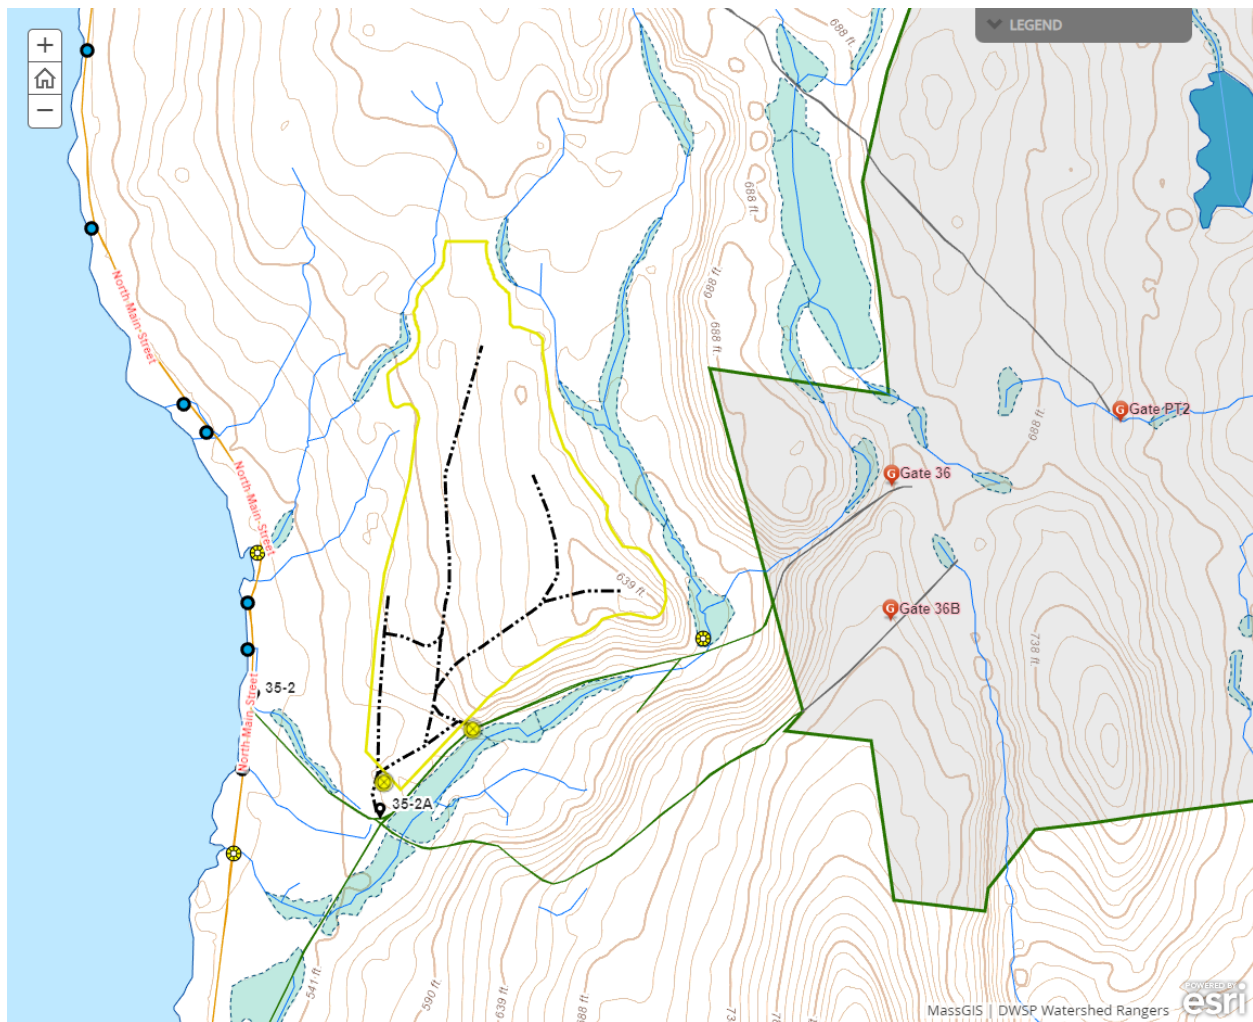 +
LEGEND
−
688 ft.
688 ft.
688 ft.
688 ft.
688 ft.
688 ft.
North Main Street
Gate PT2
Gate 36
North Main Street
639 ft
Gate 36B
738 ft.
35-2
North Main Street
35-2A
541 ft.
590 ft.
639 ft.
MassGIS | DWSP Watershed Rangers
POWERED BY
esri